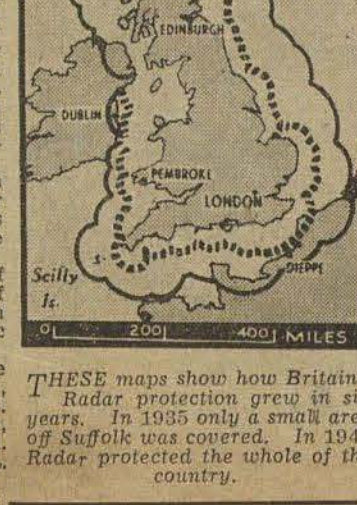 EDINBURGH
DUBLIN
PEMBROKE
LONDON
DIEPPE
Scilly
Is.
0 200 400 MILES
THESE maps show how Britain
Radar protection grew in si
years. In 1935 only a small are
off Suffolk was covered. In 194
Radar protected the whole of th
country.